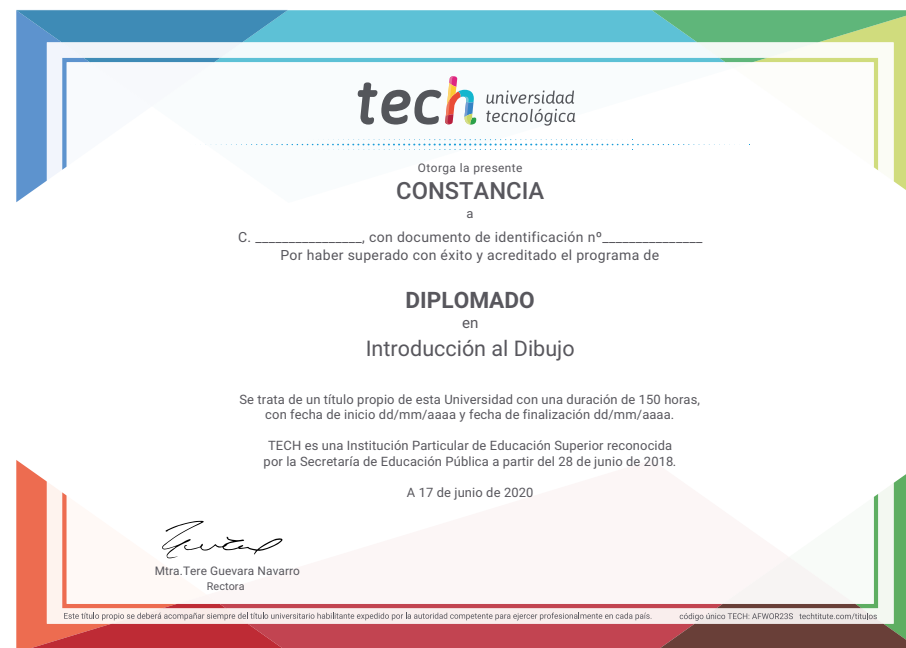 tech universidad
tecnológica
Otorga la presente
CONSTANCIA
a
C. ________________, con documento de identificación nº_______________
Por haber superado con éxito y acreditado el programa de
DIPLOMADO
en
Introducción al Dibujo
Se trata de un título propio de esta Universidad con una duración de 150 horas,
con fecha de inicio dd/mm/aaaa y fecha de finalización dd/mm/aaaa.
TECH es una Institución Particular de Educación Superior reconocida
por la Secretaría de Educación Pública a partir del 28 de junio de 2018.
A 17 de junio de 2020
Mtra.Tere Guevara Navarro
Rectora
Este título propio se deberá acompañar siempre del título universitario habilitante expedido por la autoridad competente para ejercer profesionalmente en cada país. código único TECH: AFWOR23S techtitute.com/titulos